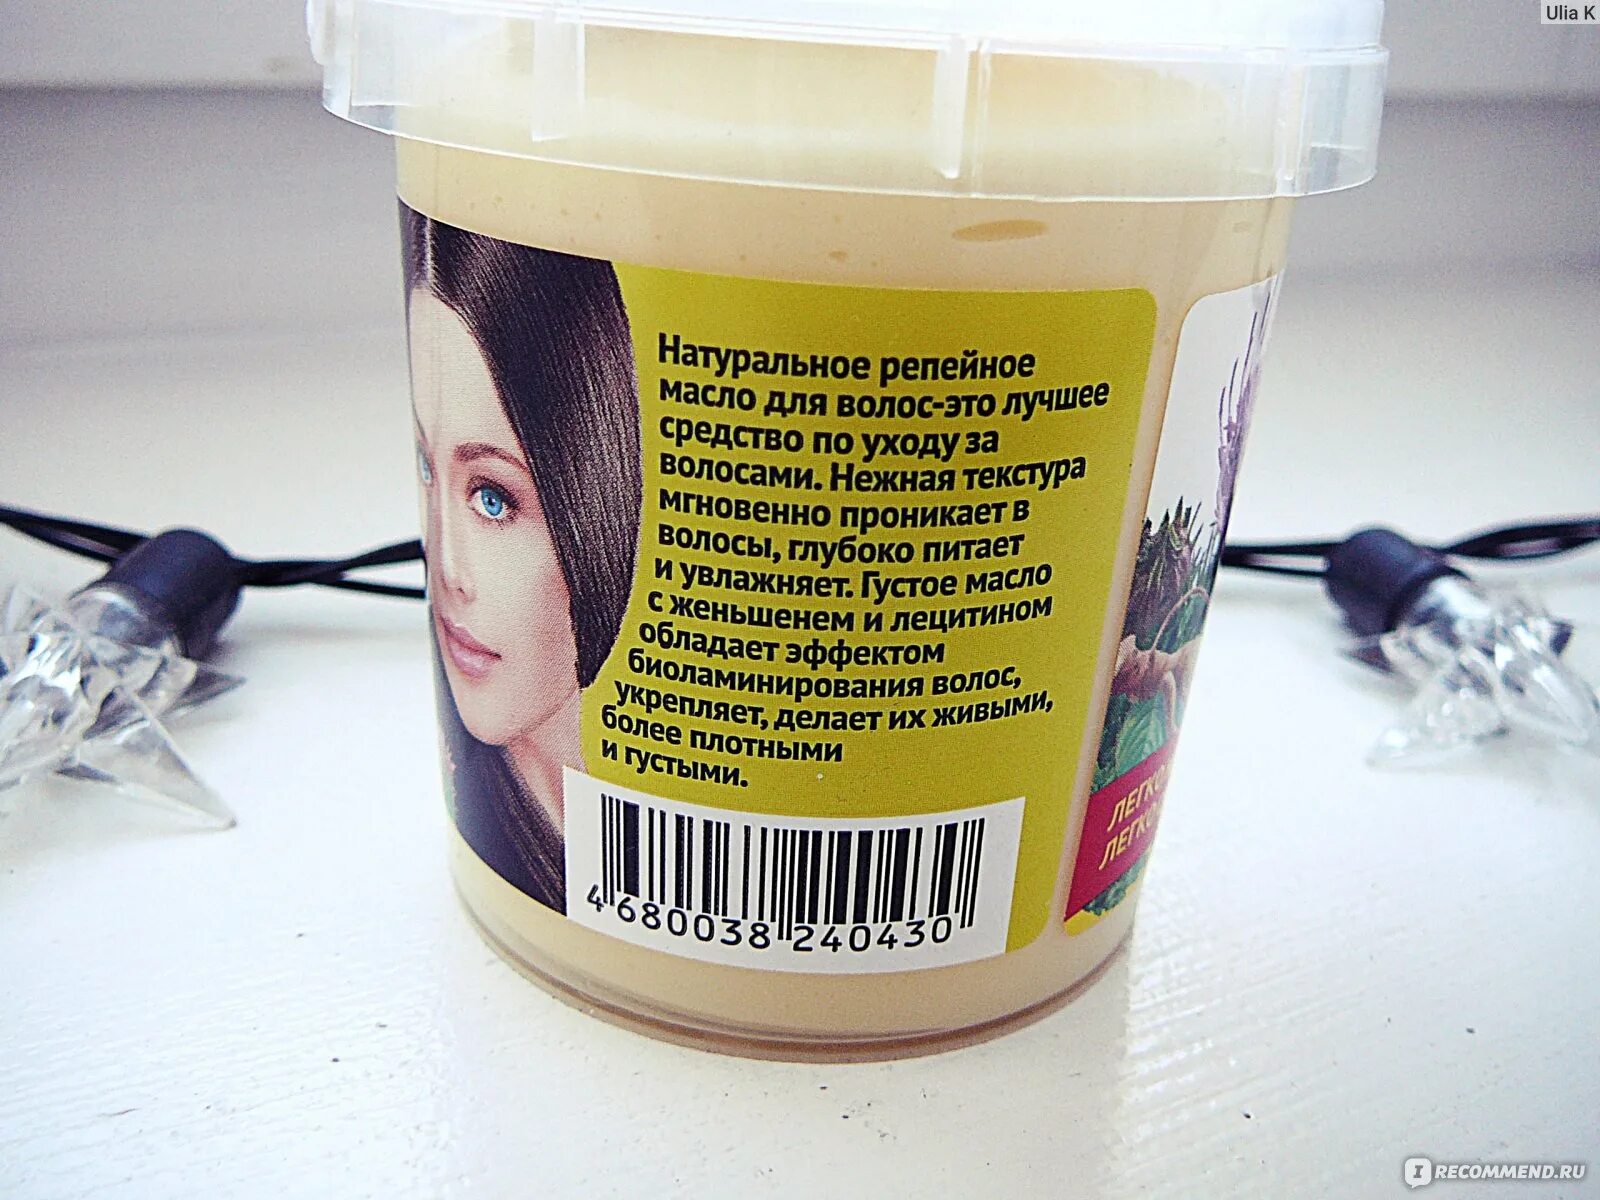 Ulia K
Натуральное репейное
масло для волос-это лучшее
средство по уходу за
волосами. Нежная текстура
мгновенно проникает в
волосы, глубоко питает
и увлажняет. Густое масло
с женьшенем и лецитином
обладает эффектом
биоламинирования волос,
укрепляет, делает их живыми,
более плотными
и густыми.
4 680038 240430
IRECOMMEND.RU